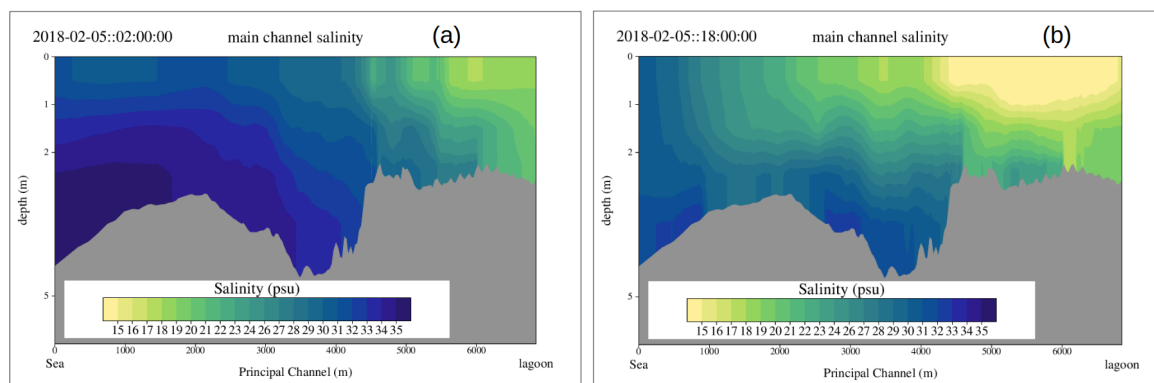 2018-02-05::02:00:00 main channel salinity (a)
0
1
2
5
depth (m)
Salinity (psu)
15 16 17 18 19 20 21 22 23 24 27 28 29 30 31 32 33 34 35
0 1000 2000 3000 4000 5000 6000
Sea Principal Channel (m) lagoon
2018-02-05::18:00:00 main channel salinity (b)
0
1
2
5
depth (m)
Salinity (psu)
15 16 17 18 19 20 21 22 23 24 27 28 29 30 31 32 33 34 35
0 1000 2000 3000 4000 5000 6000
Sea Principal Channel (m) lagoon